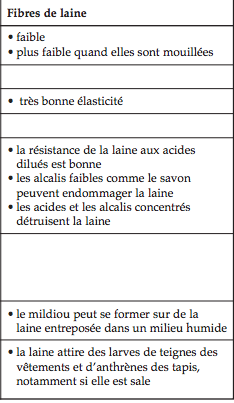 Fibres de laine
• faible
• plus faible quand elles sont mouillées
• très bonne élasticité
• la résistance de la laine aux acides
dilués est bonne
• les alcalis faibles comme le savon
peuvent endommager la laine
• les acides et les alcalis concentrés
détruisent la laine
• le mildiou peut se former sur de la
laine entreposée dans un milieu humide
• la laine attire des larves de teignes des
vêtements et d'anthrènes des tapis,
notamment si elle est sale